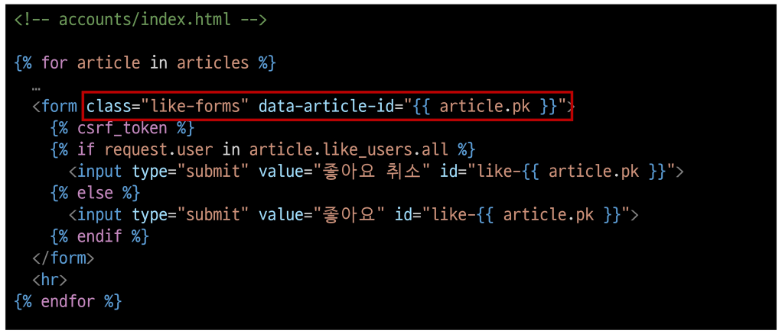 <!-- accounts/index.html -->
{% for article in articles %}
…
<form class="like-forms" data-article-id="{{ article.pk }}">
{% csrf_token %}
{% if request.user in article.like_users.all %}
<input type="submit" value="좋아요 취소" id="like-{{ article.pk }}">
{% else %}
<input type="submit" value="좋아요" id="like-{{ article.pk }}">
{% endif %}
</form>
<hr>
{% endfor %}